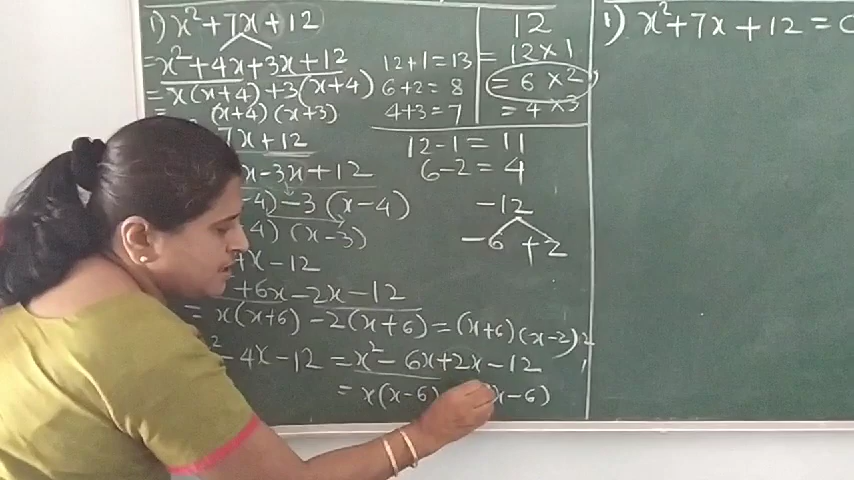 1) x²+7x+12
= x²+4x+3x+12
= x(x+4)+3(x+4)
= (x+4)(x+3)
7x+12
x-3x+12
-4)-3(x-4)
4)(x-3)
x-12
+6x-2x-12
= x(x+6)-2(x+6)=(x+6)(x-2)
²-4x-12=x²-6x+2x-12
= x(x-6) x-6)
12+1=13
6+2=8
4+3=7
12
=12×1
=6×2
=4×3
12-1=11
6-2=4
-12
-6 +2
1) x²+7x+12=